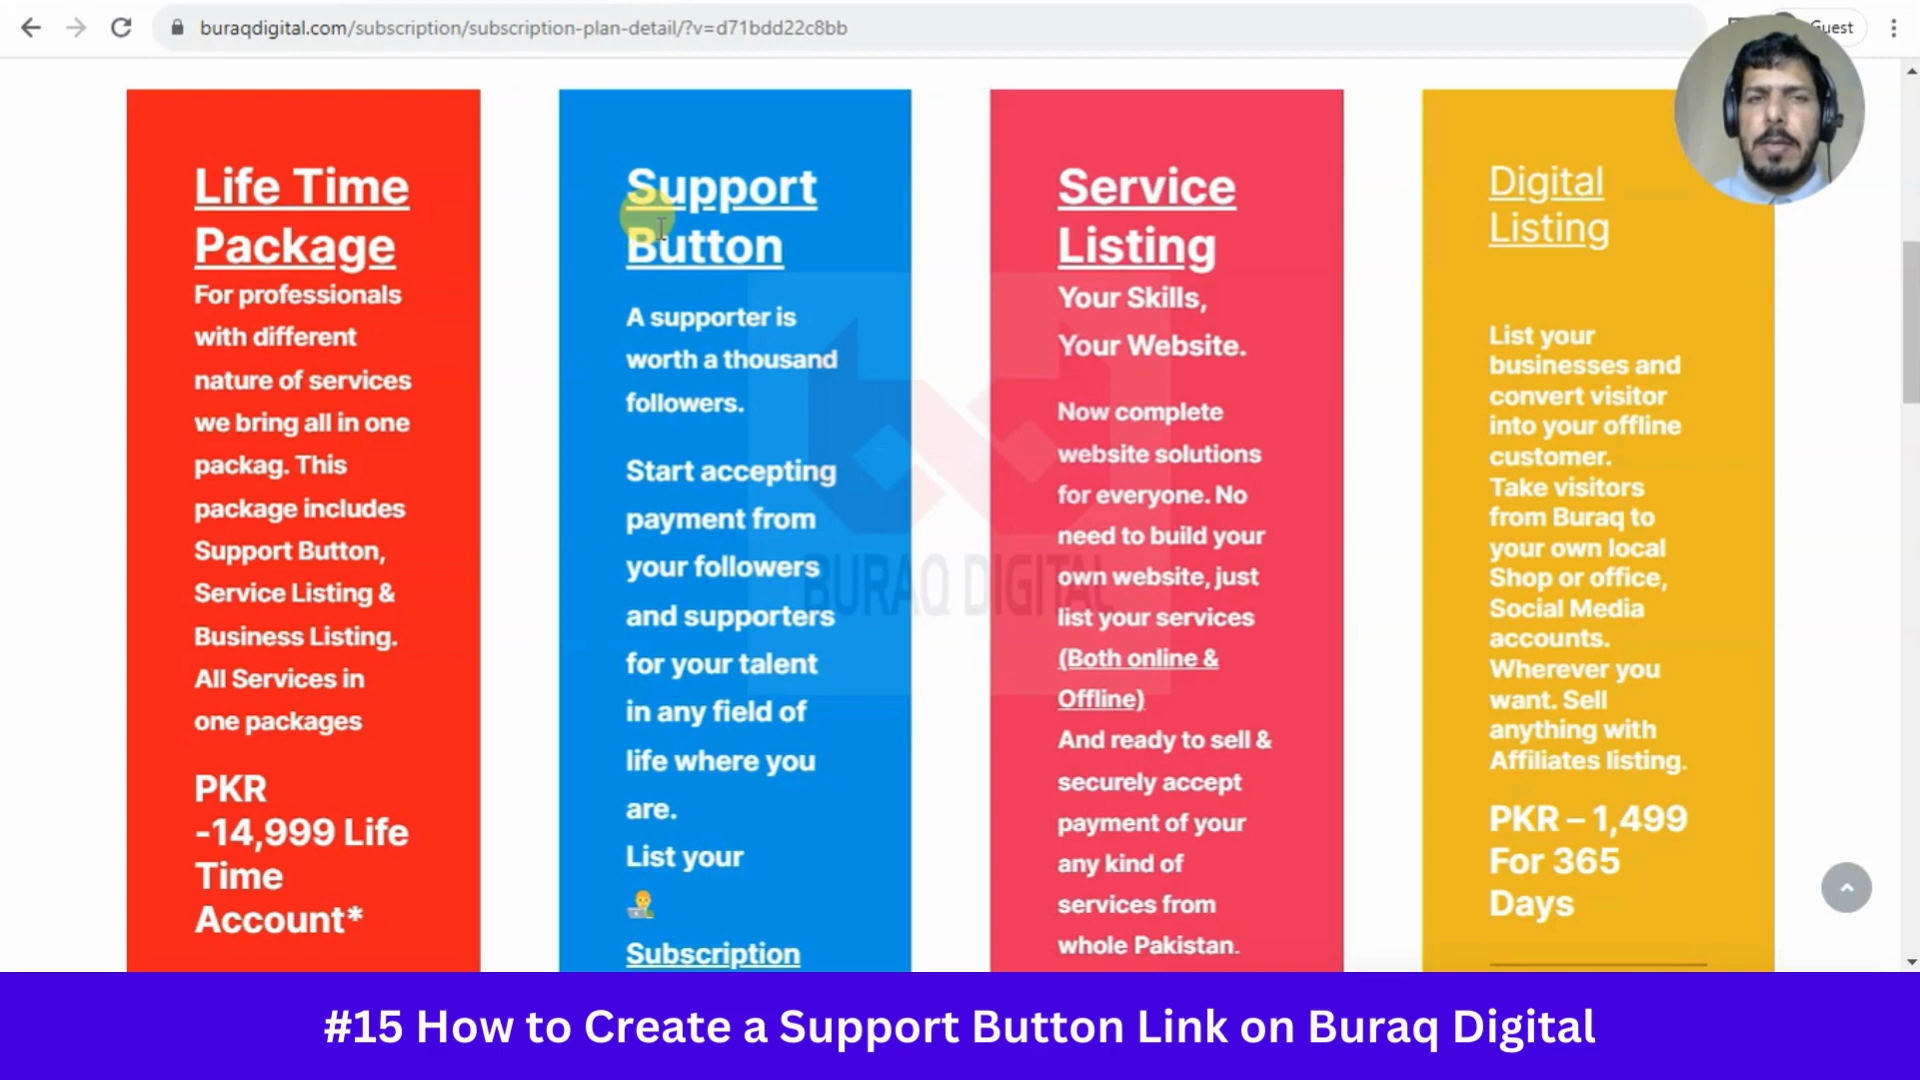 buraqdigital.com/subscription/subscription-plan-detail/?v=d71bdd22c8bb
Guest
Life Time
Package
For professionals
with different
nature of services
we bring all in one
packag. This
package includes
Support Button,
Service Listing &
Business Listing.
All Services in
one packages
PKR
-14,999 Life
Time
Account*
Support
Button
A supporter is
worth a thousand
followers.
Start accepting
payment from
your followers
and supporters
for your talent
in any field of
life where you
are.
List your
Subscription
Service
Listing
Your Skills,
Your Website.
Now complete
website solutions
for everyone. No
need to build your
own website, just
list your services
(Both online &
Offline)
And ready to sell &
securely accept
payment of your
any kind of
services from
whole Pakistan.
Digital
Listing
List your
businesses and
convert visitor
into your offline
customer.
Take visitors
from Buraq to
your own local
Shop or office,
Social Media
accounts.
Wherever you
want. Sell
anything with
Affiliates listing.
PKR – 1,499
For 365
Days
BURAQ DIGITAL
#15 How to Create a Support Button Link on Buraq Digital